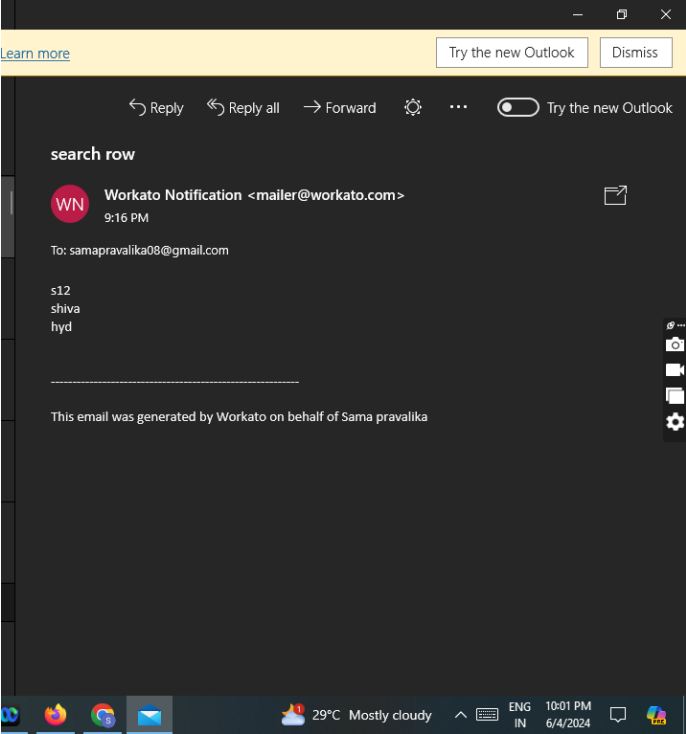 Learn more
Try the new Outlook
Dismiss
Reply
Reply all
Forward
Try the new Outlook
search row
WN
Workato Notification <mailer@workato.com>
9:16 PM
To: samapravalika08@gmail.com
s12
shiva
hyd
------------------------------------------------------------
This email was generated by Workato on behalf of Sama pravalika
S
1
29°C Mostly cloudy
ENG
IN
10:01 PM
6/4/2024
PRE